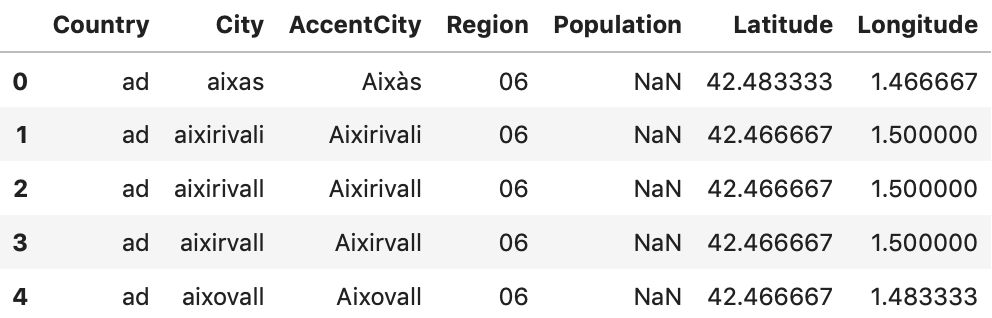 Country City AccentCity Region Population Latitude Longitude
0 ad aixas Aixàs 06 NaN 42.483333 1.466667
1 ad aixirivali Aixirivali 06 NaN 42.466667 1.500000
2 ad aixirivall Aixirivall 06 NaN 42.466667 1.500000
3 ad aixirvall Aixirvall 06 NaN 42.466667 1.500000
4 ad aixovall Aixovall 06 NaN 42.466667 1.483333